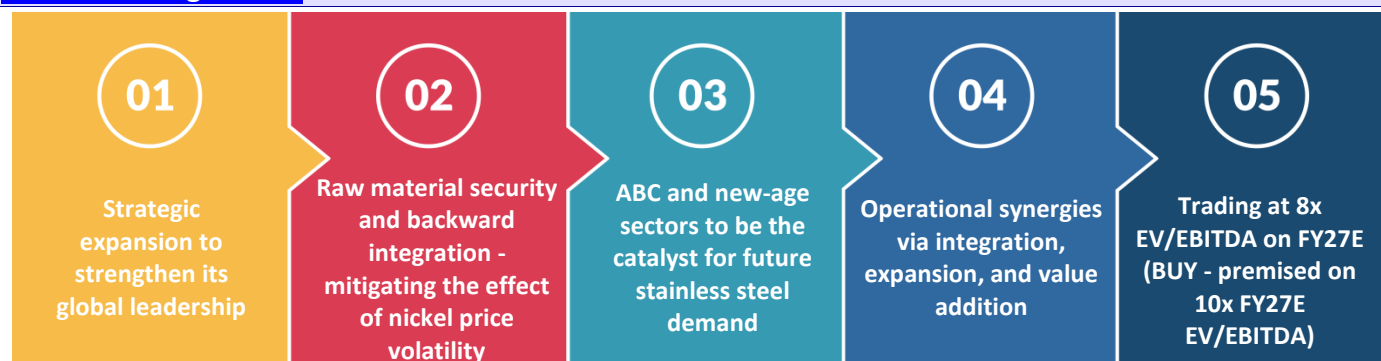 01
Strategic
expansion to
strengthen its
global leadership
02
Raw material security
and backward
integration -
mitigating the effect
of nickel price
volatility
03
ABC and new-age
sectors to be the
catalyst for future
stainless steel
demand
04
Operational synergies
via integration,
expansion, and value
addition
05
Trading at 8x
EV/EBITDA on FY27E
(BUY - premised on
10x FY27E
EV/EBITDA)